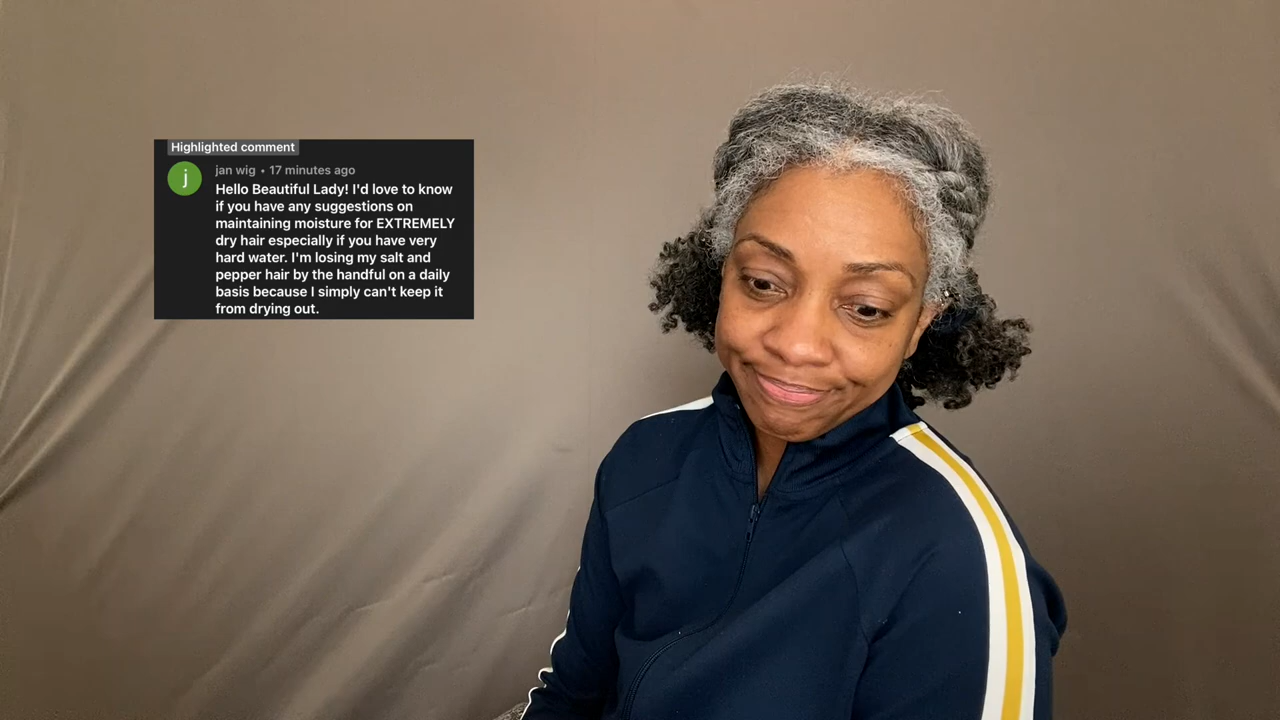 Highlighted comment
j
jan wig • 17 minutes ago
Hello Beautiful Lady! I'd love to know
if you have any suggestions on
maintaining moisture for EXTREMELY
dry hair especially if you have very
hard water. I'm losing my salt and
pepper hair by the handful on a daily
basis because I simply can't keep it
from drying out.